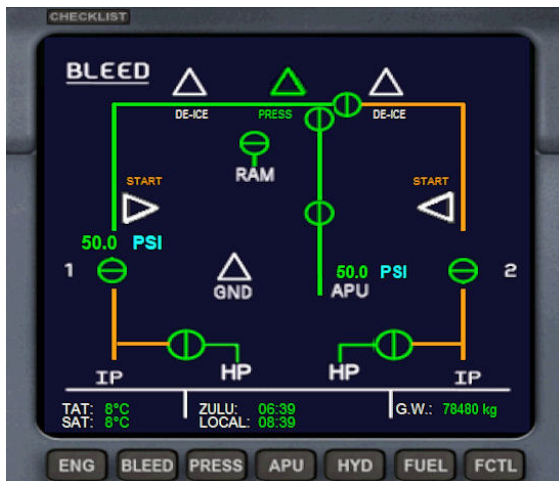 CHECKLIST
BLEED
DE-ICE PRESS DE-ICE
RAM
START START
50.0 PSI
1 GND 50.0 PSI 2
APU
HP HP
IP IP
TAT: 8°C ZULU: 06:39 G.W.: 78480 kg
SAT: 8°C LOCAL: 08:39
ENG BLEED PRESS APU HYD FUEL FCTL